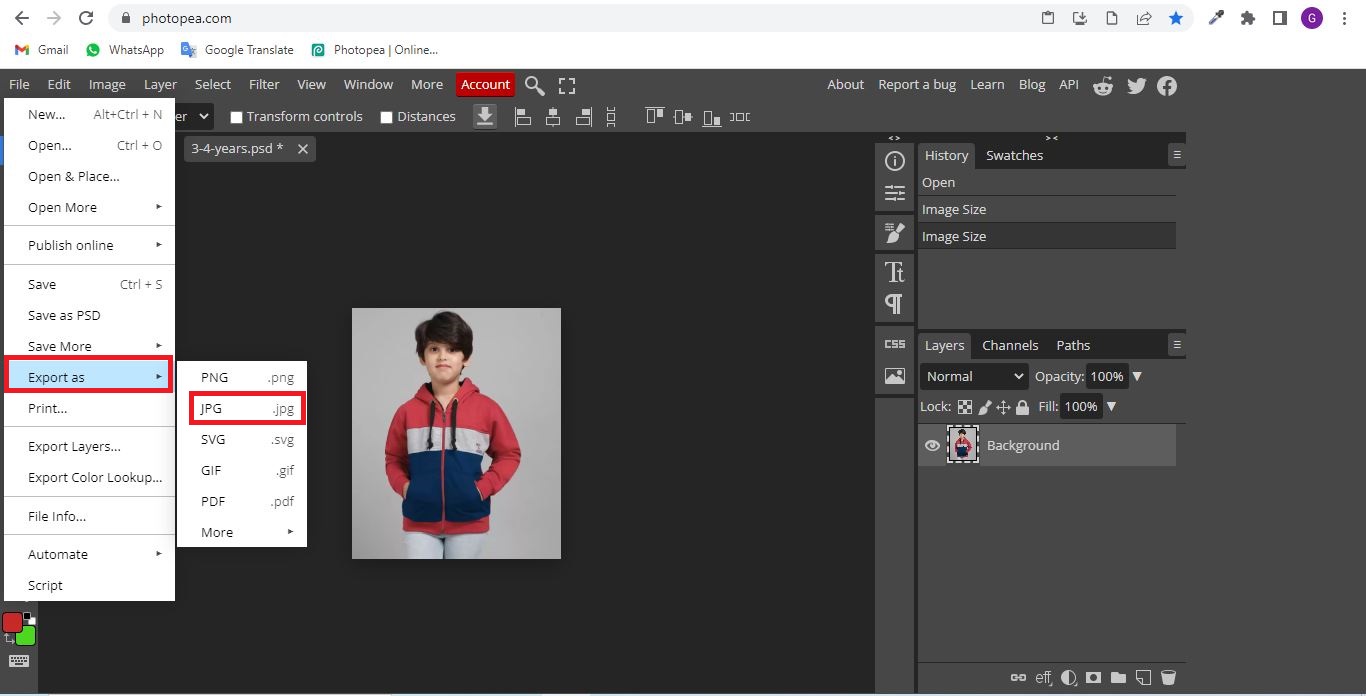 photopea.com
G
Gmail WhatsApp Google Translate Photopea | Online...
File Edit Image Layer Select Filter View Window More Account About Report a bug Learn Blog API
er Transform controls Distances
New... Alt+Ctrl + N
Open... Ctrl + O
Open & Place...
Open More
Publish online
Save Ctrl + S
Save as PSD
Save More
Export as
Print...
Export Layers...
Export Color Lookup...
File Info...
Automate
Script
PNG .png
JPG .jpg
SVG .svg
GIF .gif
PDF .pdf
More
3-4-years.psd *
CSS
History Swatches
Open
Image Size
Image Size
Layers Channels Paths
Normal Opacity: 100%
Lock: Fill: 100%
Background
eff